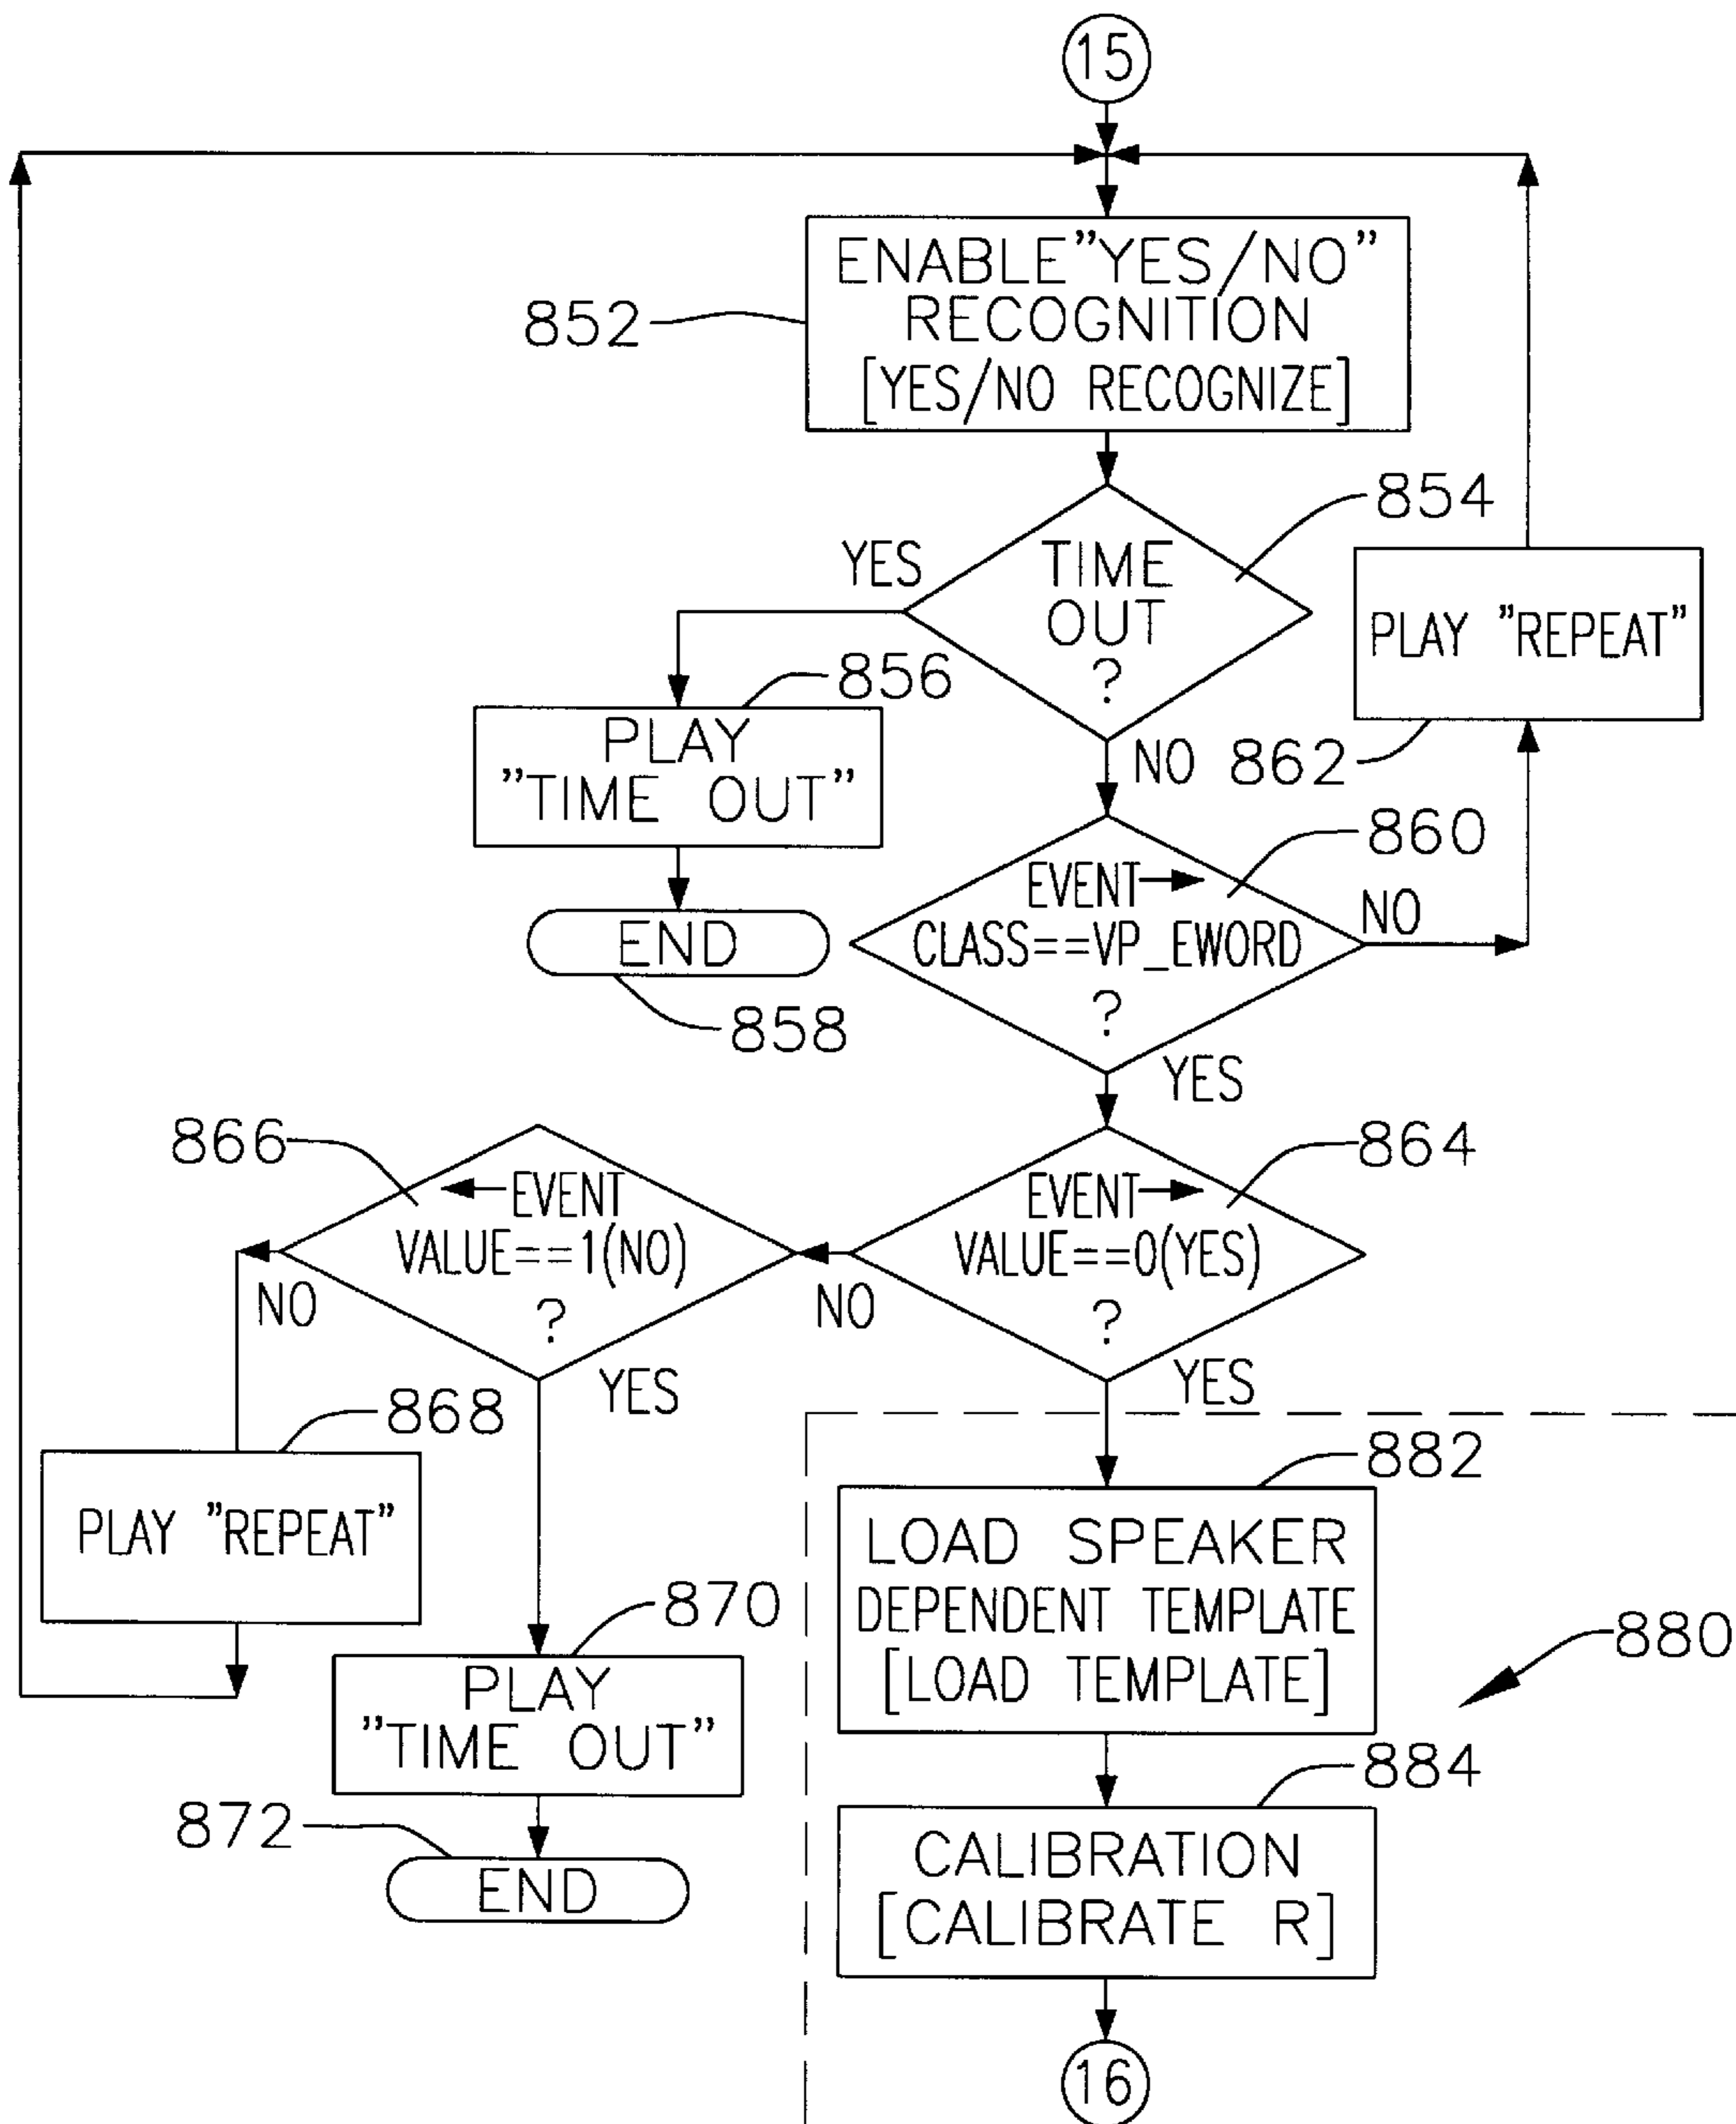 15
ENABLE"YES/NO"
RECOGNITION
[YES/NO RECOGNIZE]
852
854
YES
TIME
OUT
?
PLAY "REPEAT"
856
PLAY
"TIME OUT"
NO
862
860
EVENT→
CLASS==VP_EWORD
?
NO
END
858
YES
866
864
←EVENT
VALUE==1(NO)
?
EVENT→
VALUE==0(YES)
?
NO
NO
YES
YES
868
882
PLAY "REPEAT"
LOAD SPEAKER
DEPENDENT TEMPLATE
[LOAD TEMPLATE]
870
880
PLAY
"TIME OUT"
884
872
END
CALIBRATION
[CALIBRATE R]
16